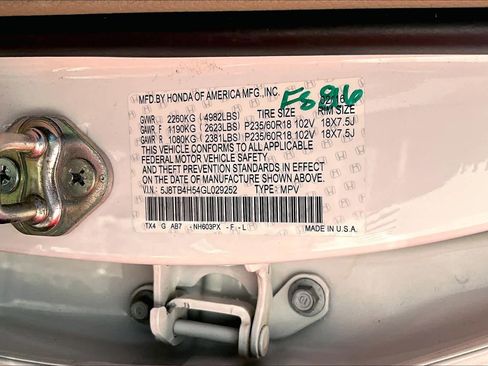 MFD.BY HONDA OF AMERICA MFG.,INC.
F5996
GVWR 2260KG (4982LBS) TIRE SIZE RIM SIZE
GAWR F 1190KG (2623LBS) P235/60R18 102V 18X7.5J
GAWR R 1080KG (2381LBS) P235/60R18 102V 18X7.5J
THIS VEHICLE CONFORMS TO ALL APPLICABLE
FEDERAL MOTOR VEHICLE SAFETY,
AND THEFT PREVENTION STANDARDS IN EFFECT
ON THE DATE OF MANUFACTURE SHOWN ABOVE.
V.I.N.: 5J8TB4H54GL029252 TYPE: MPV
TX4 G AB7 -NH603PX -F -L MADE IN U.S.A.